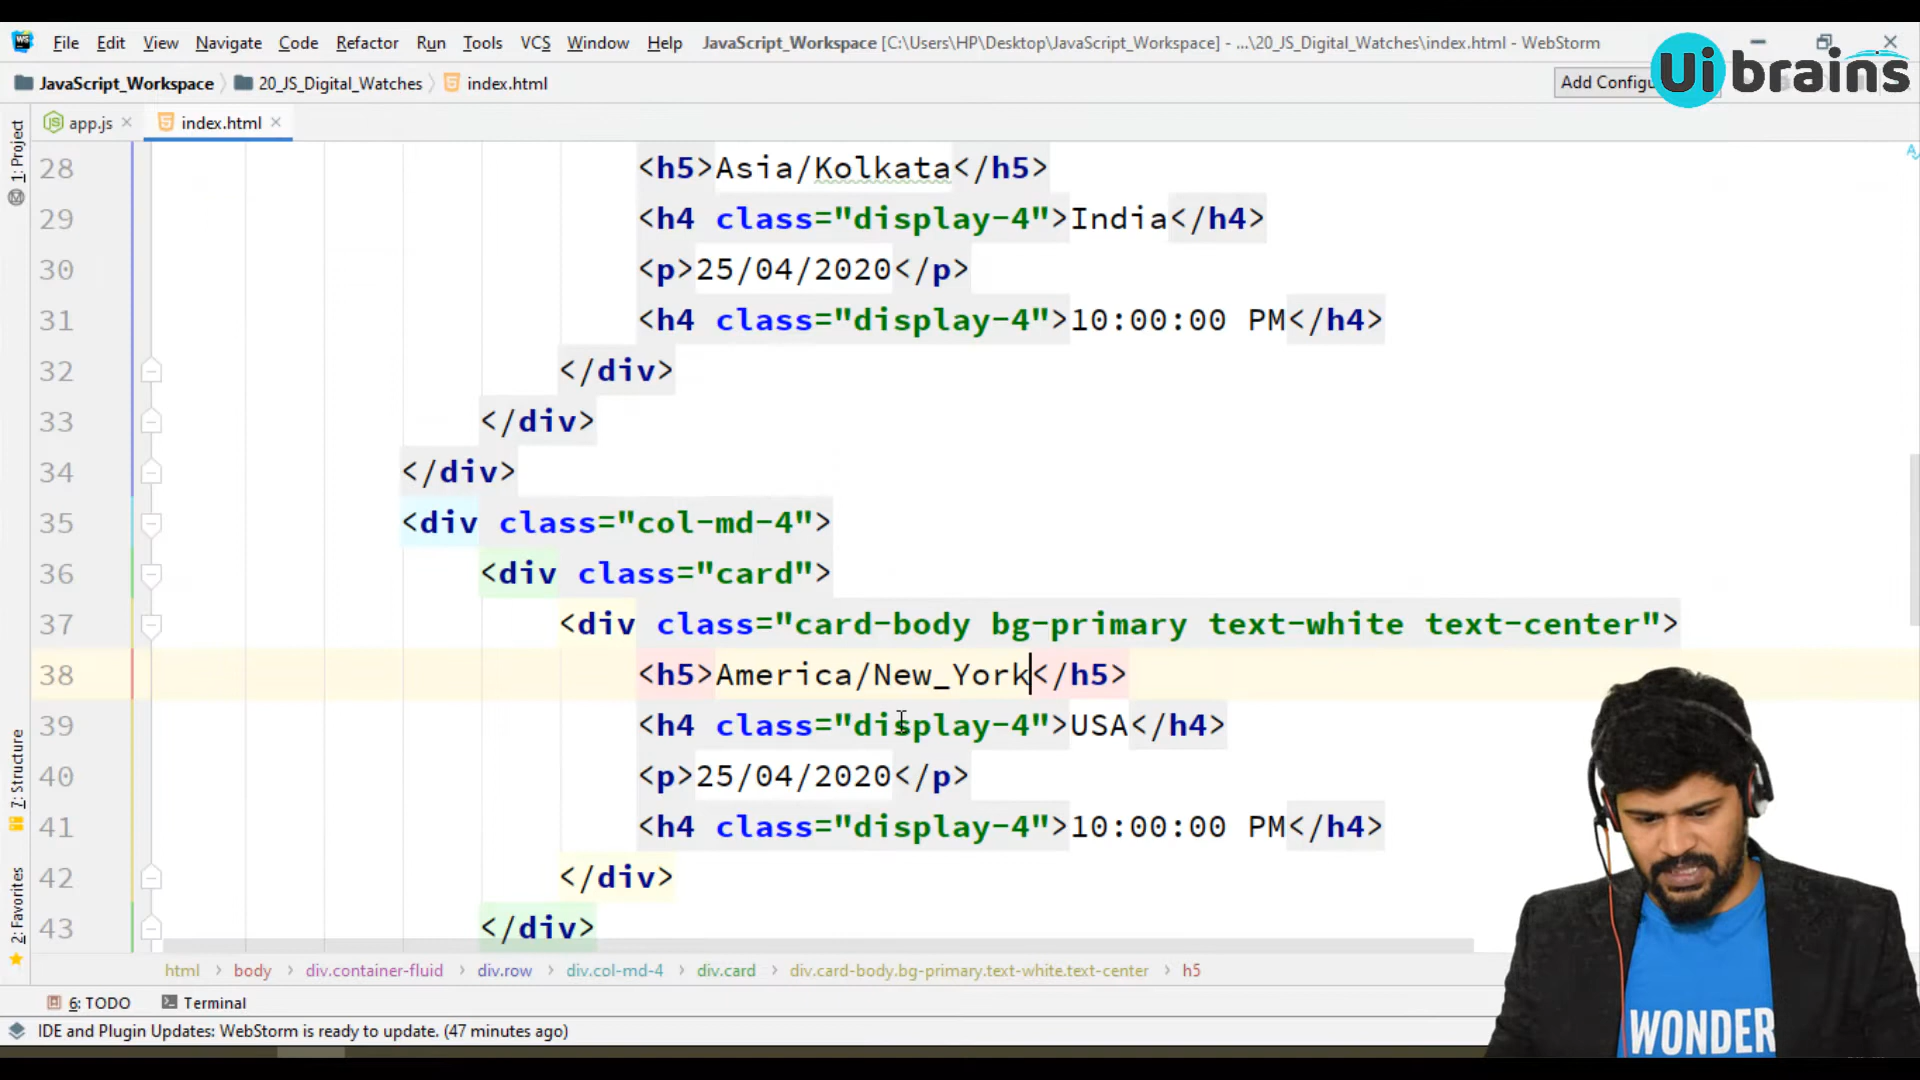 File Edit View Navigate Code Refactor Run Tools VCS Window Help JavaScript_Workspace [C:\Users\HP\Desktop\JavaScript_Workspace] - ...\20_JS_Digital_Watches\index.html - WebStorm
JavaScript_Workspace 20_JS_Digital_Watches index.html Add Configu
Ui brains
app.js index.html
1: Project
28 <h5>Asia/Kolkata</h5>
29 <h4 class="display-4">India</h4>
30 <p>25/04/2020</p>
31 <h4 class="display-4">10:00:00 PM</h4>
32 </div>
33 </div>
34 </div>
35 <div class="col-md-4">
36 <div class="card">
37 <div class="card-body bg-primary text-white text-center">
38 <h5>America/New_York</h5>
39 <h4 class="display-4">USA</h4>
40 <p>25/04/2020</p>
41 <h4 class="display-4">10:00:00 PM</h4>
42 </div>
43 </div>
7: Structure
2: Favorites
html body div.container-fluid div.row div.col-md-4 div.card div.card-body.bg-primary.text-white.text-center h5
6: TODO Terminal
IDE and Plugin Updates: WebStorm is ready to update. (47 minutes ago)
WONDER